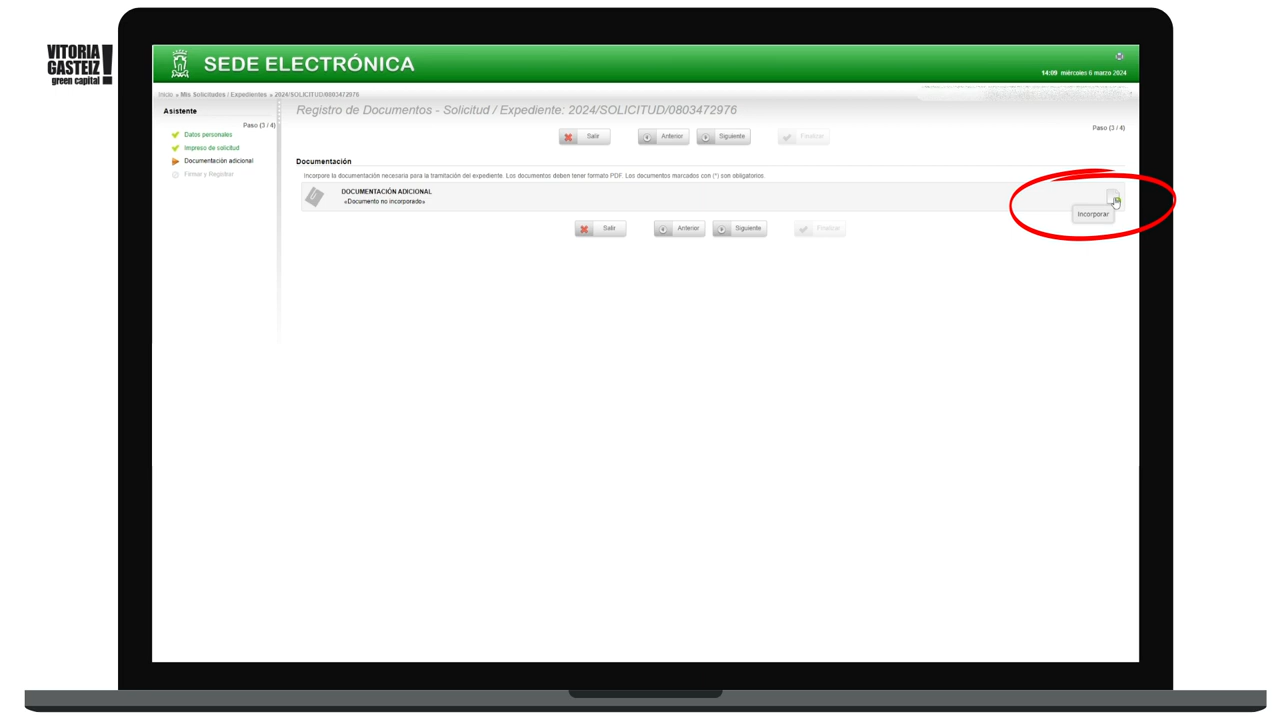 VITORIA
GASTEIZ
green capital
SEDE ELECTRÓNICA
14:09 miércoles 6 marzo 2024
Inicio » Mis Solicitudes / Expedientes » 2024/SOLICITUD/0803472976
Asistente
Paso (3 / 4)
Datos personales
Impreso de solicitud
Documentación adicional
Firmar y Registrar
Registro de Documentos - Solicitud / Expediente: 2024/SOLICITUD/0803472976
Paso (3 / 4)
Salir Anterior Siguiente Finalizar
Documentación
Incorpore la documentación necesaria para la tramitación del expediente. Los documentos deben tener formato PDF. Los documentos marcados con (*) son obligatorios.
DOCUMENTACIÓN ADICIONAL
«Documento no incorporado»
Incorporar
Salir Anterior Siguiente Finalizar